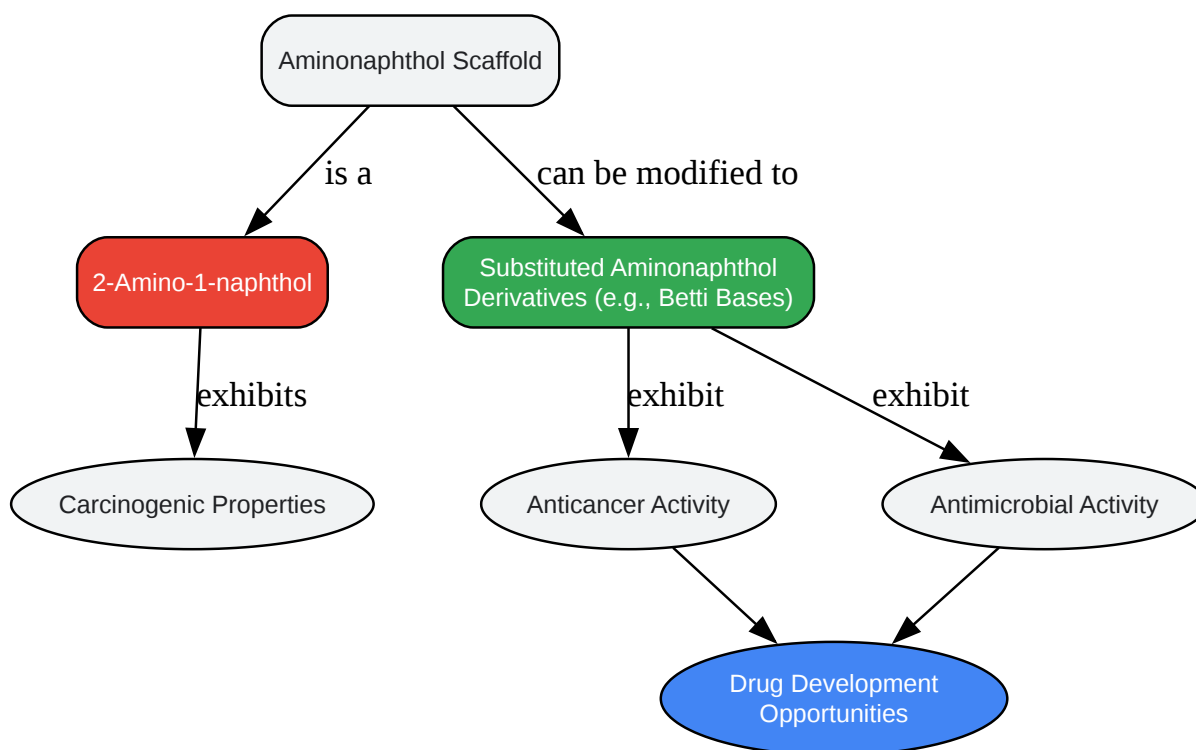 Aminonaphthol Scaffold
is a
can be modified to
2-Amino-1-naphthol
Substituted Aminonaphthol
Derivatives (e.g., Betti Bases)
exhibits
exhibit
exhibit
Carcinogenic Properties
Anticancer Activity
Antimicrobial Activity
Drug Development
Opportunities